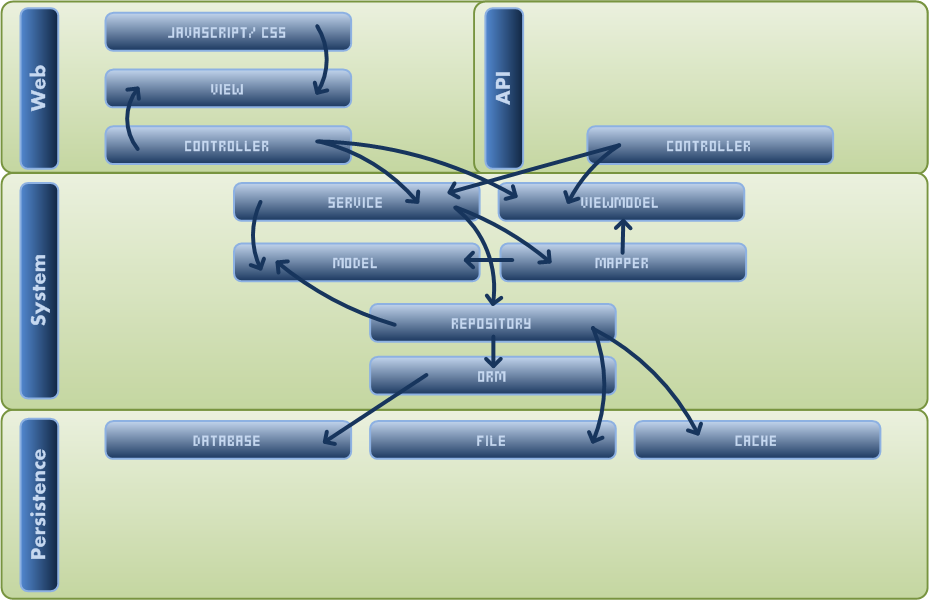 Web
JAVASCRIPT/ CSS
VIEW
CONTROLLER
API
CONTROLLER
System
SERVICE
VIEWMODEL
MODEL
MAPPER
REPOSITORY
ORM
Persistence
DATABASE
FILE
CACHE